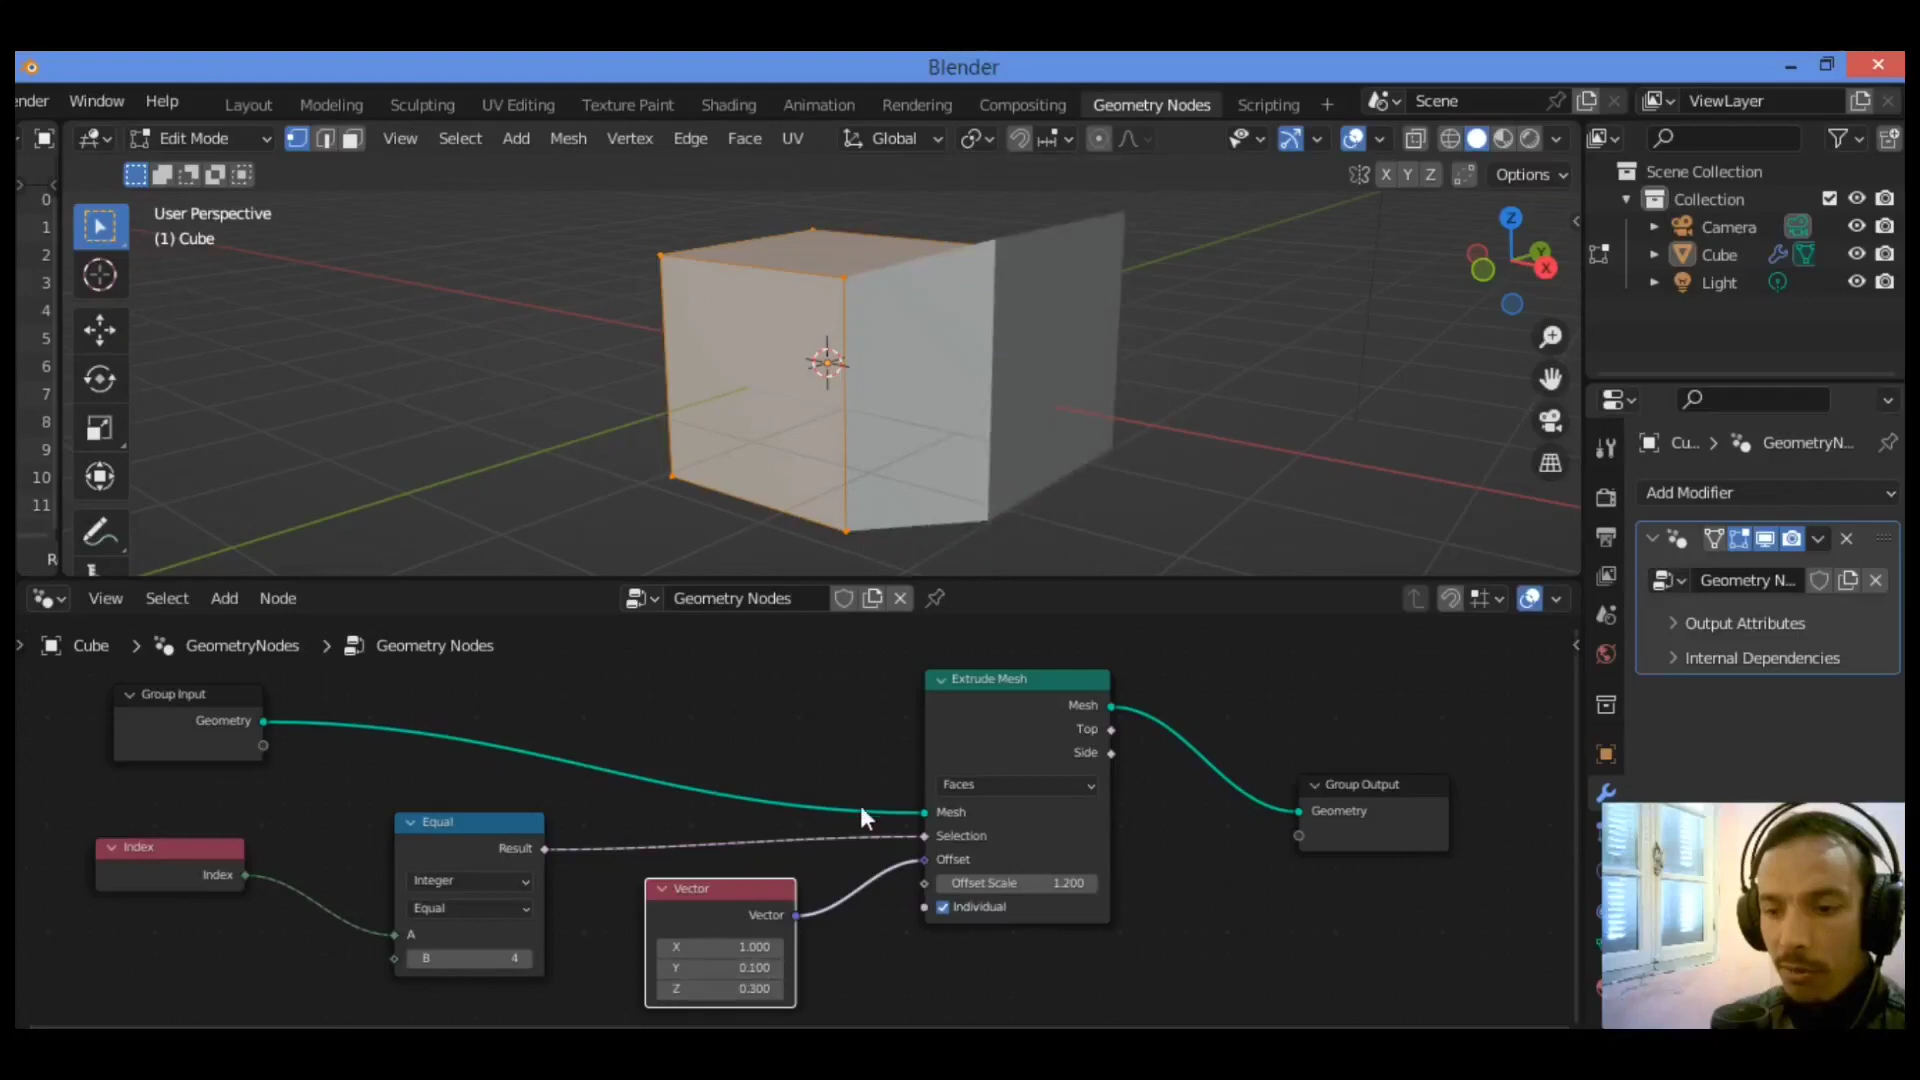 Blender
nder Window Help Layout Modeling Sculpting UV Editing Texture Paint Shading Animation Rendering Compositing Geometry Nodes Scripting + Scene ViewLayer
Edit Mode View Select Add Mesh Vertex Edge Face UV Global
X Y Z Options
User Perspective
(1) Cube
0
1
2
3
4
5
6
7
8
9
10
11
R
Z
Y
X
Scene Collection
Collection
Camera
Cube
Light
Cu... > GeometryN...
Add Modifier
Geometry N...
Output Attributes
Internal Dependencies
View Select Add Node Geometry Nodes
Cube > GeometryNodes > Geometry Nodes
Group Input
Geometry
Index
Index
Equal
Result
Integer
Equal
A
B 4
Vector
Vector
X 1.000
Y 0.100
Z 0.300
Extrude Mesh
Mesh
Top
Side
Faces
Mesh
Selection
Offset
Offset Scale 1.200
Individual
Group Output
Geometry